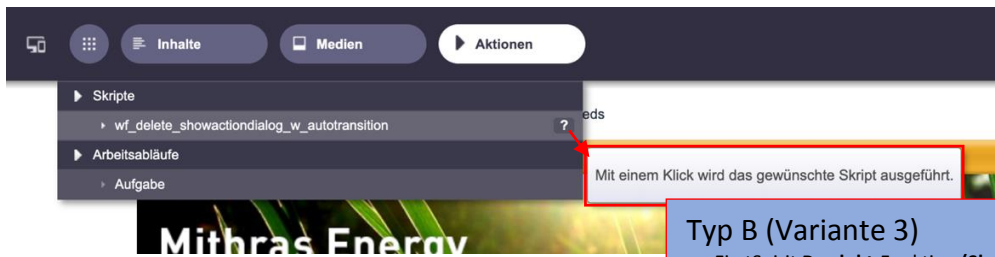 Inhalte
Medien
Aktionen
Skripte
wf_delete_showactiondialog_w_autotransition
?
eds
Arbeitsabläufe
Aufgabe
Mit einem Klick wird das gewünschte Skript ausgeführt.
Mithras Energy
Typ B (Variante 3)